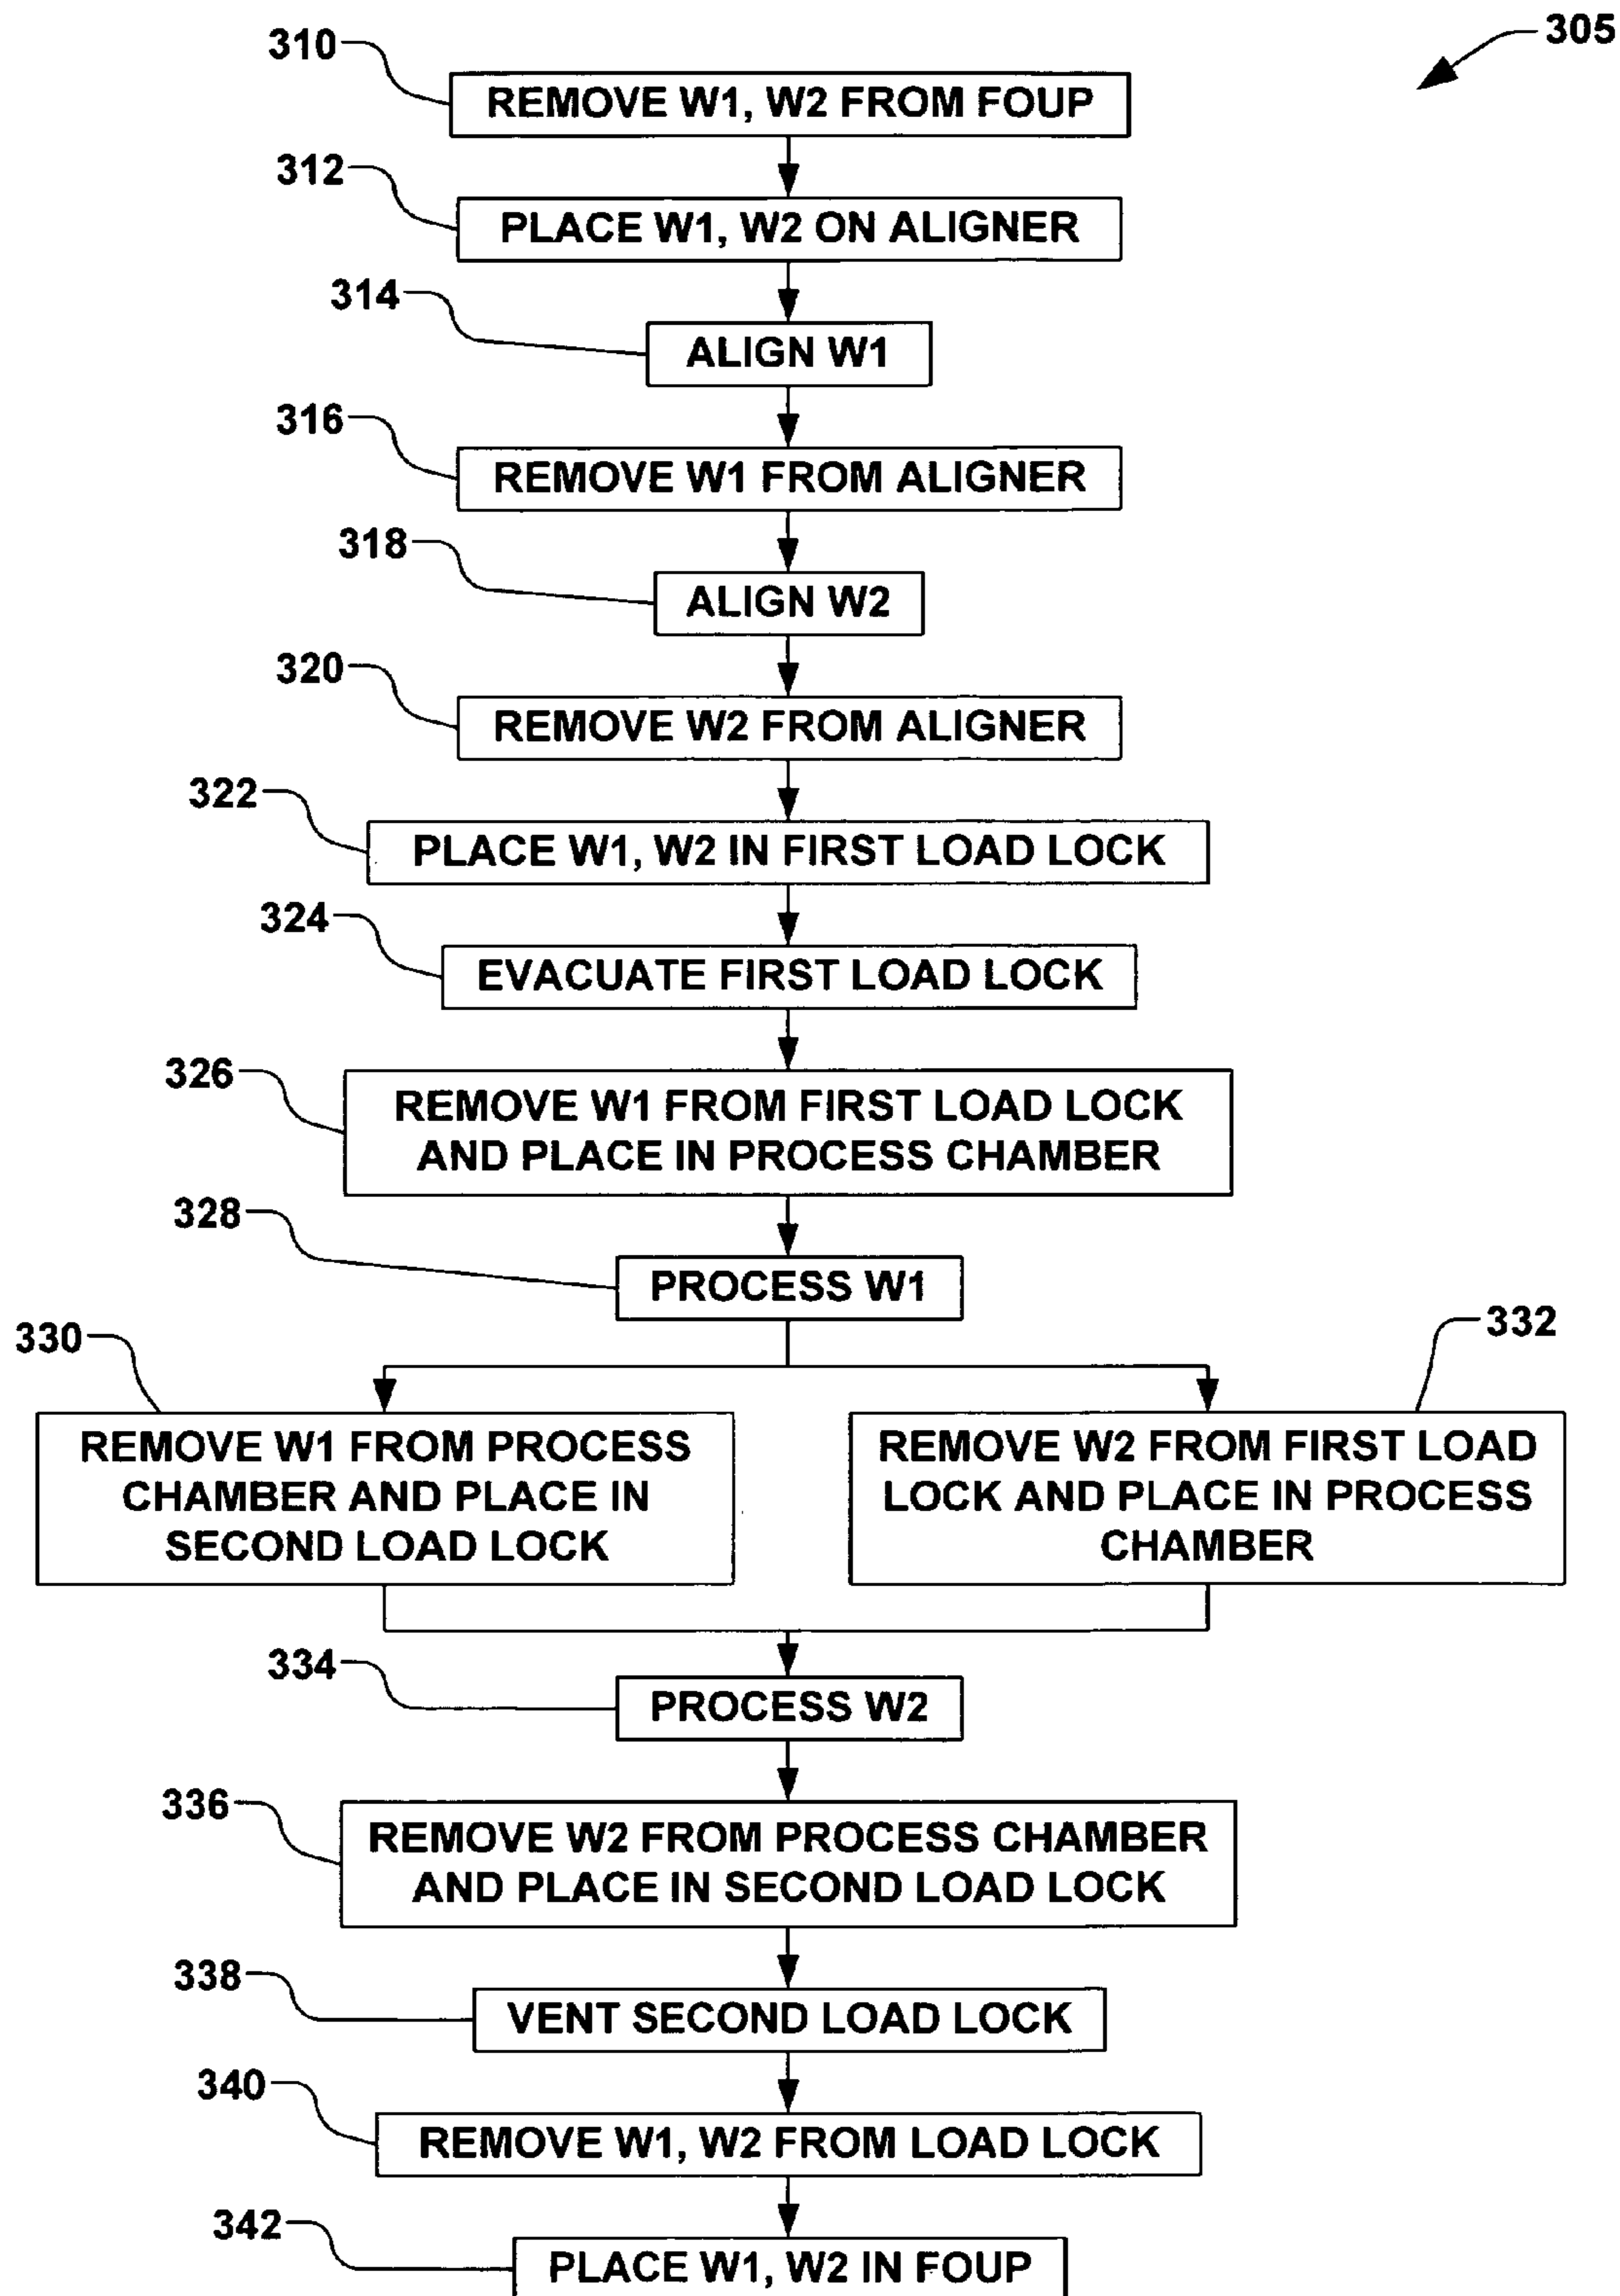 305
310
REMOVE W1, W2 FROM FOUP
312
PLACE W1, W2 ON ALIGNER
314
ALIGN W1
316
REMOVE W1 FROM ALIGNER
318
ALIGN W2
320
REMOVE W2 FROM ALIGNER
322
PLACE W1, W2 IN FIRST LOAD LOCK
324
EVACUATE FIRST LOAD LOCK
326
REMOVE W1 FROM FIRST LOAD LOCK
AND PLACE IN PROCESS CHAMBER
328
PROCESS W1
330
REMOVE W1 FROM PROCESS
CHAMBER AND PLACE IN
SECOND LOAD LOCK
332
REMOVE W2 FROM FIRST LOAD
LOCK AND PLACE IN PROCESS
CHAMBER
334
PROCESS W2
336
REMOVE W2 FROM PROCESS CHAMBER
AND PLACE IN SECOND LOAD LOCK
338
VENT SECOND LOAD LOCK
340
REMOVE W1, W2 FROM LOAD LOCK
342
PLACE W1, W2 IN FOUP